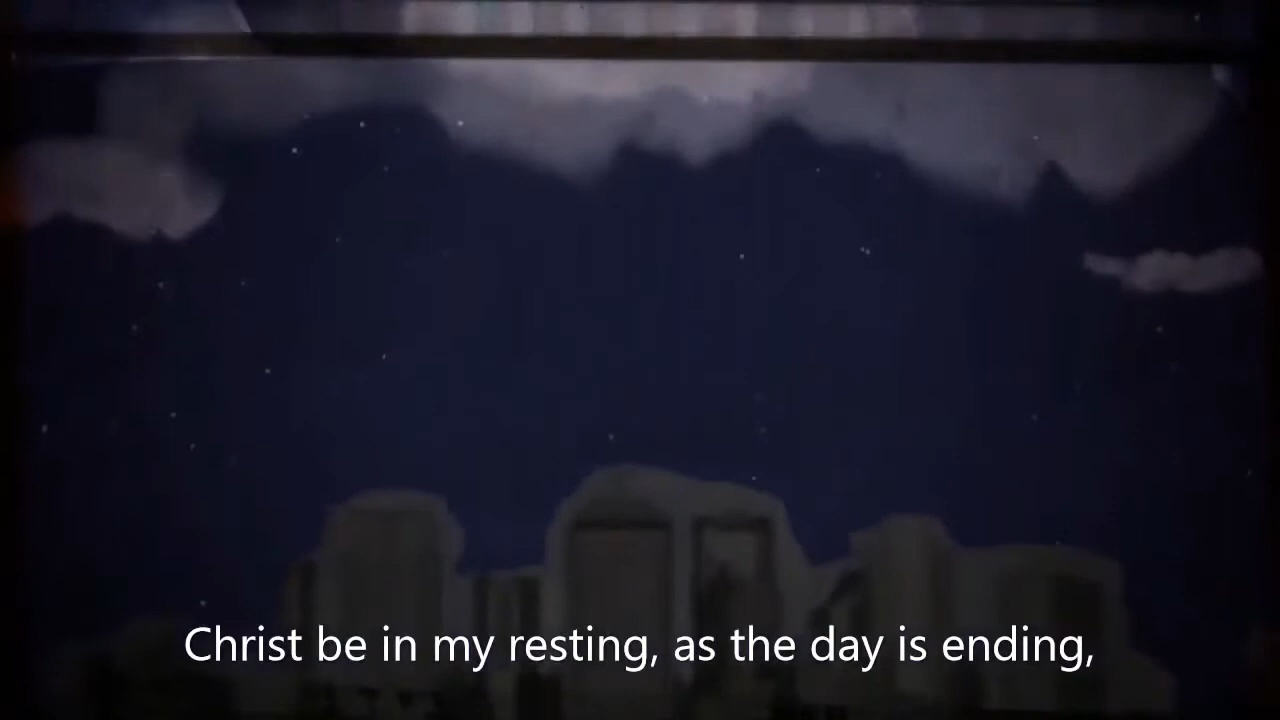 Christ be in my resting, as the day is ending,